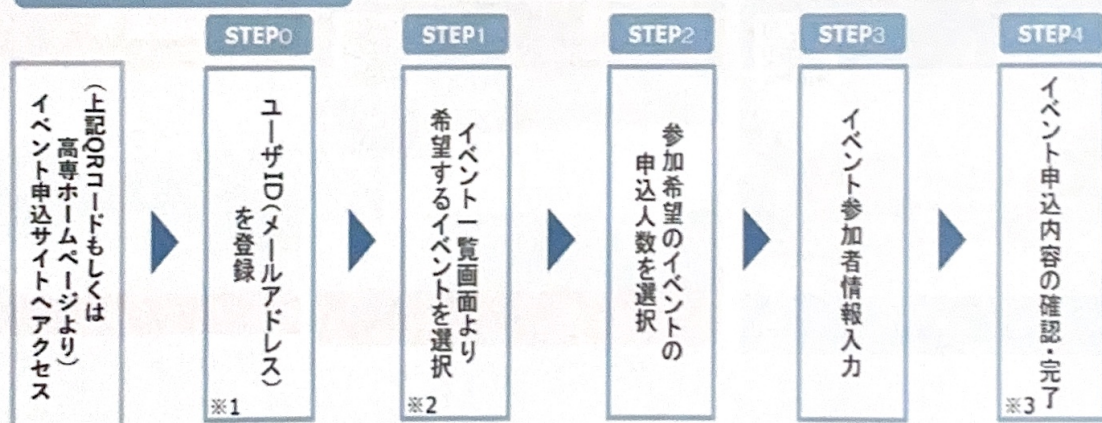 （上記QRコードもしくは
高専ホームページより）
イベント申込サイトへアクセス
STEP0
ユーザID（メールアドレス）
を登録
※1
STEP1
イベント一覧画面より
希望するイベントを選択
※2
STEP2
参加希望のイベントの
申込人数を選択
STEP3
イベント参加者情報入力
STEP4
イベント申込内容の確認・完了
※3